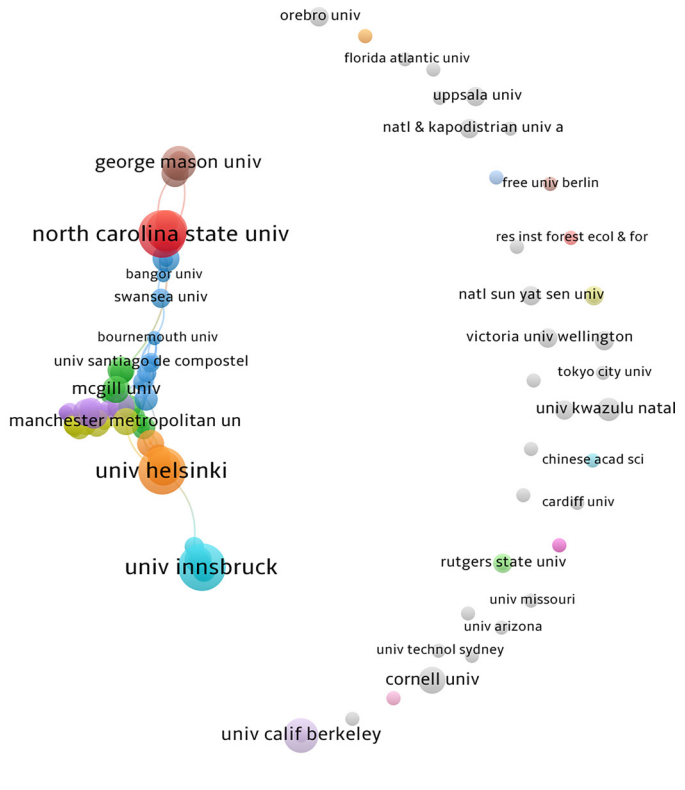 orebro univ
florida atlantic univ
uppsala univ
natl & kapodistrian univ a
george mason univ
free univ berlin
north carolina state univ
res inst forest ecol & for
bangor univ
swansea univ
natl sun yat sen univ
bournemouth univ
victoria univ wellington
univ santiago de compostel
tokyo city univ
mcgill univ
univ kwazulu natal
manchester metropolitan un
chinese acad sci
univ helsinki
cardiff univ
rutgers state univ
univ innsbruck
univ missouri
univ arizona
univ technol sydney
cornell univ
univ calif berkeley